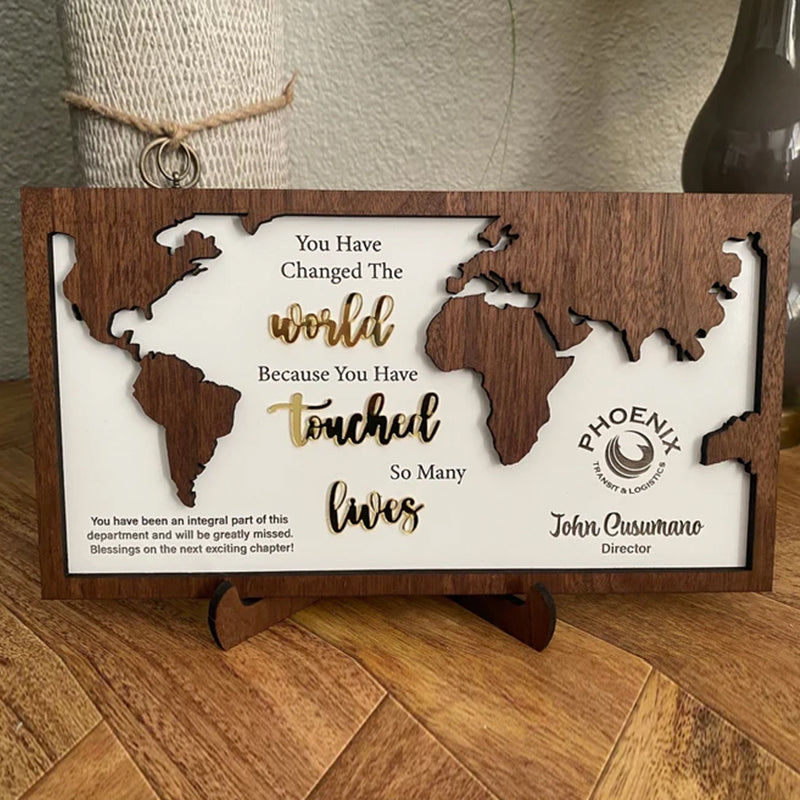 You Have
Changed The
world
Because You Have
Touched
So Many
lives
You have been an integral part of this
department and will be greatly missed.
Blessings on the next exciting chapter!
PHOENIX
TRANSIT & LOGISTICS
John Cusumano
Director